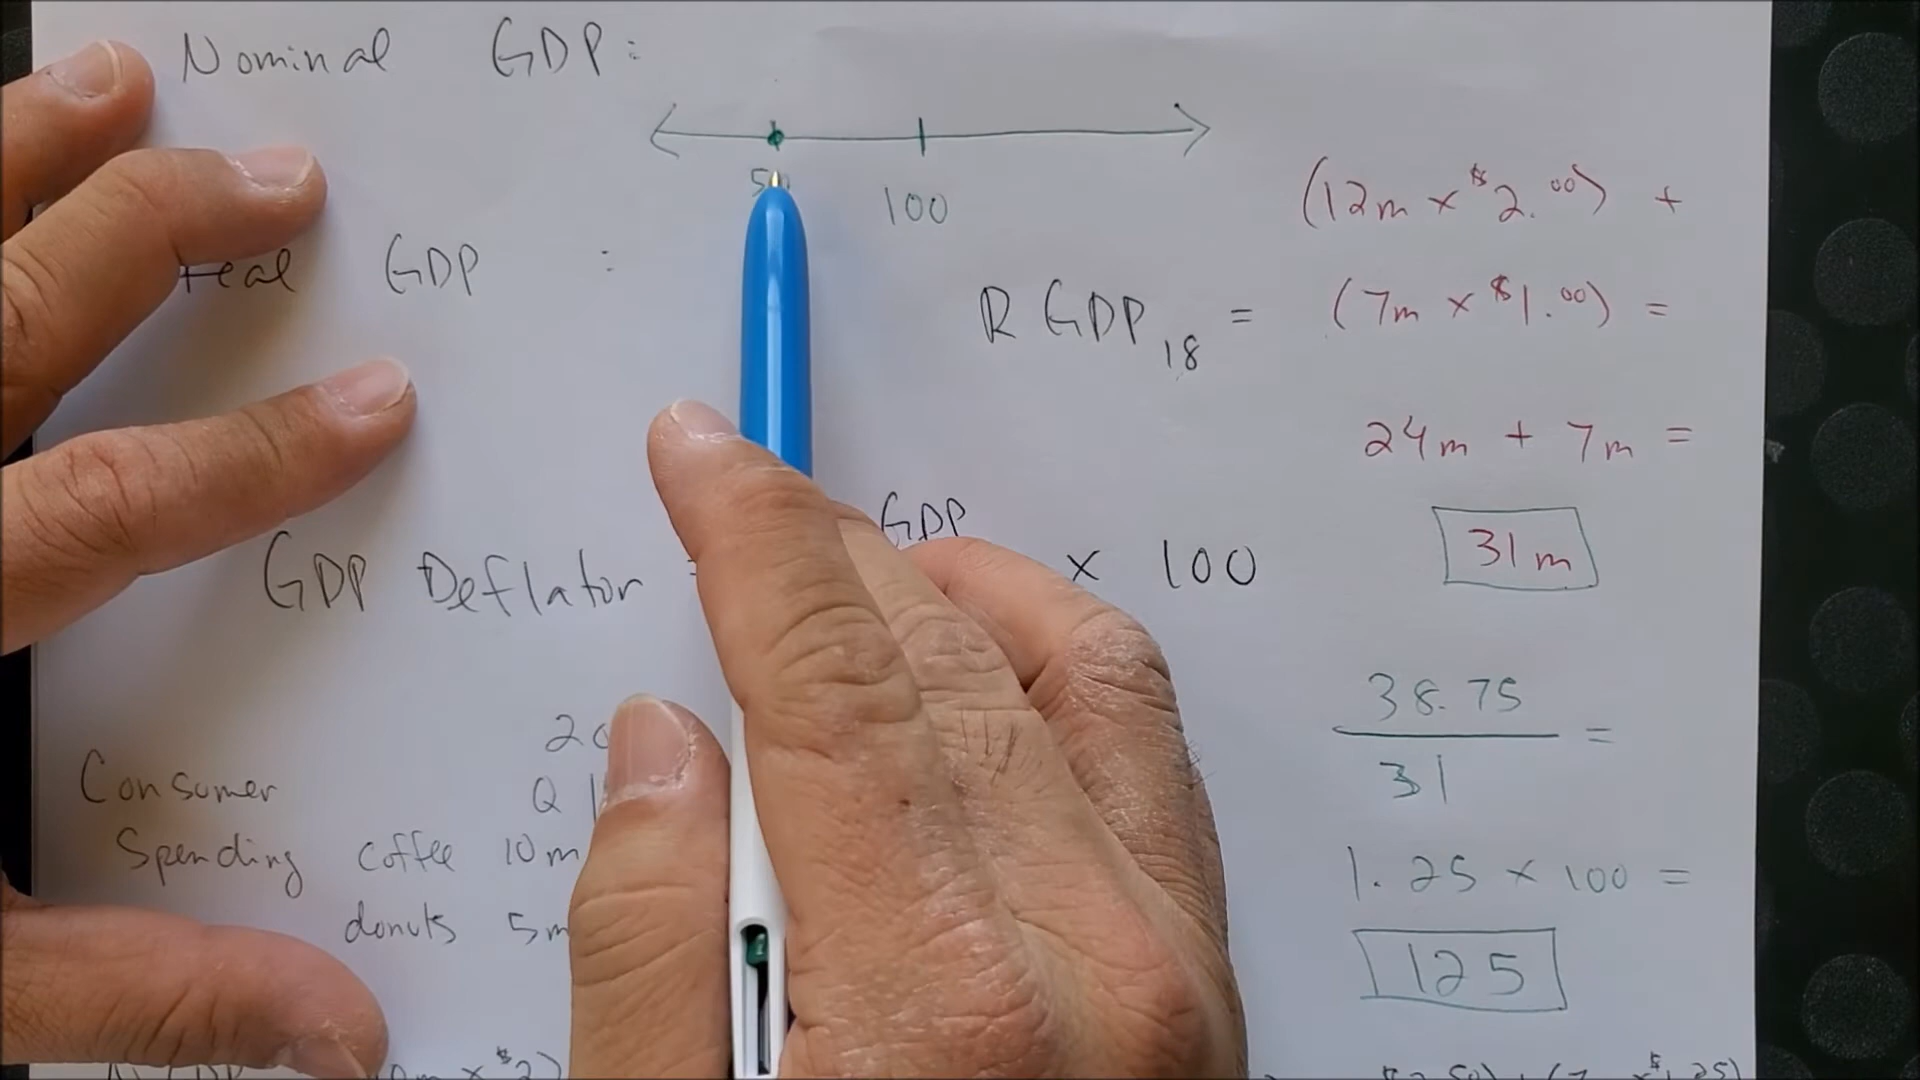 Nominal GDP:
100
(12m x $2.00) +
GDP :
RGDP18 = (7m x $1.00) =
24m + 7m =
GDP
31m
GDP Deflator x 100
38.75
31 =
Consumer
Spending coffee 10m
1.25 x 100 =
donuts 5m
125